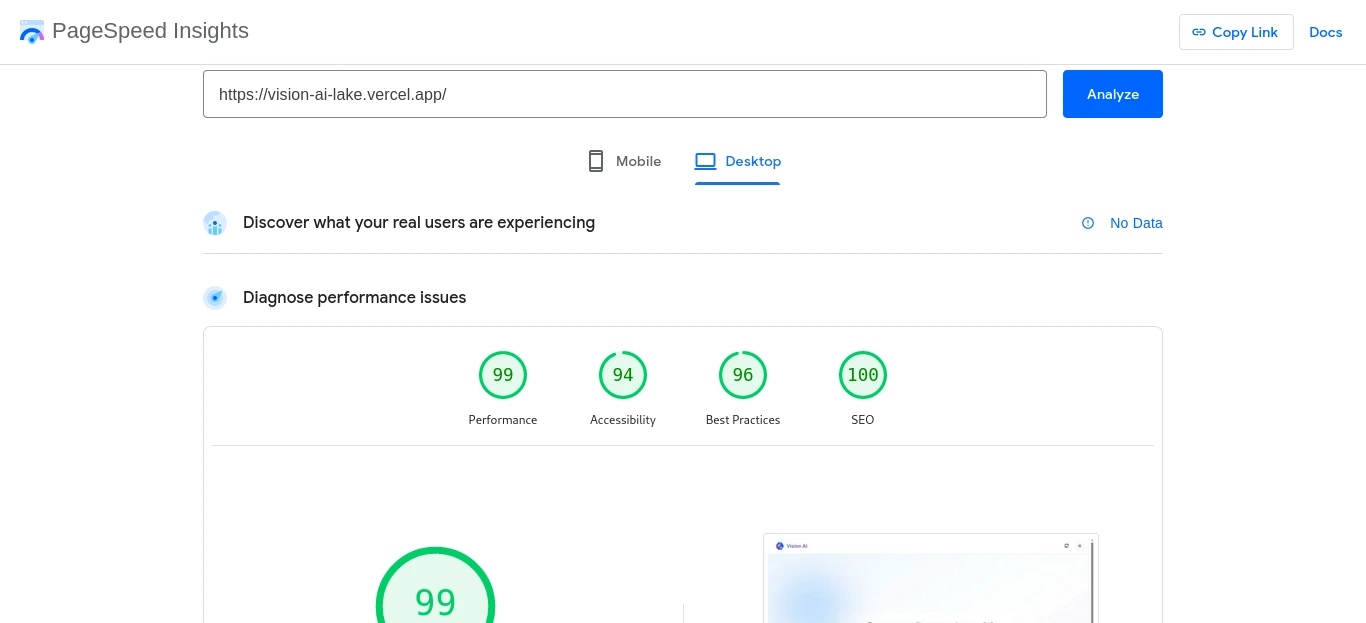 PageSpeed Insights
Copy Link
Docs
https://vision-ai-lake.vercel.app/
Analyze
Mobile
Desktop
Discover what your real users are experiencing
No Data
Diagnose performance issues
99
94
96
100
Performance
Accessibility
Best Practices
SEO
99
Vision AI